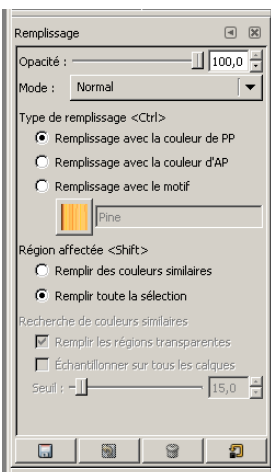 Remplissage
Opacité : 100,0
Mode : Normal
Type de remplissage <Ctrl>
Remplissage avec la couleur de PP
Remplissage avec la couleur d'AP
Remplissage avec le motif
Pine
Région affectée <Shift>
Remplir des couleurs similaires
Remplir toute la sélection
Recherche de couleurs similaires
Remplir les régions transparentes
Échantillonner sur tous les calques
Seuil : 15,0